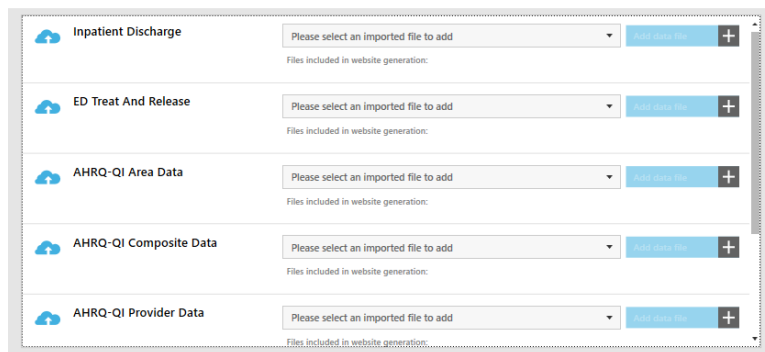 Inpatient Discharge
Please select an imported file to add
Add data file
Files included in website generation:
ED Treat And Release
Please select an imported file to add
Add data file
Files included in website generation:
AHRQ-QI Area Data
Please select an imported file to add
Add data file
Files included in website generation:
AHRQ-QI Composite Data
Please select an imported file to add
Add data file
Files included in website generation:
AHRQ-QI Provider Data
Please select an imported file to add
Add data file
Files included in website generation: